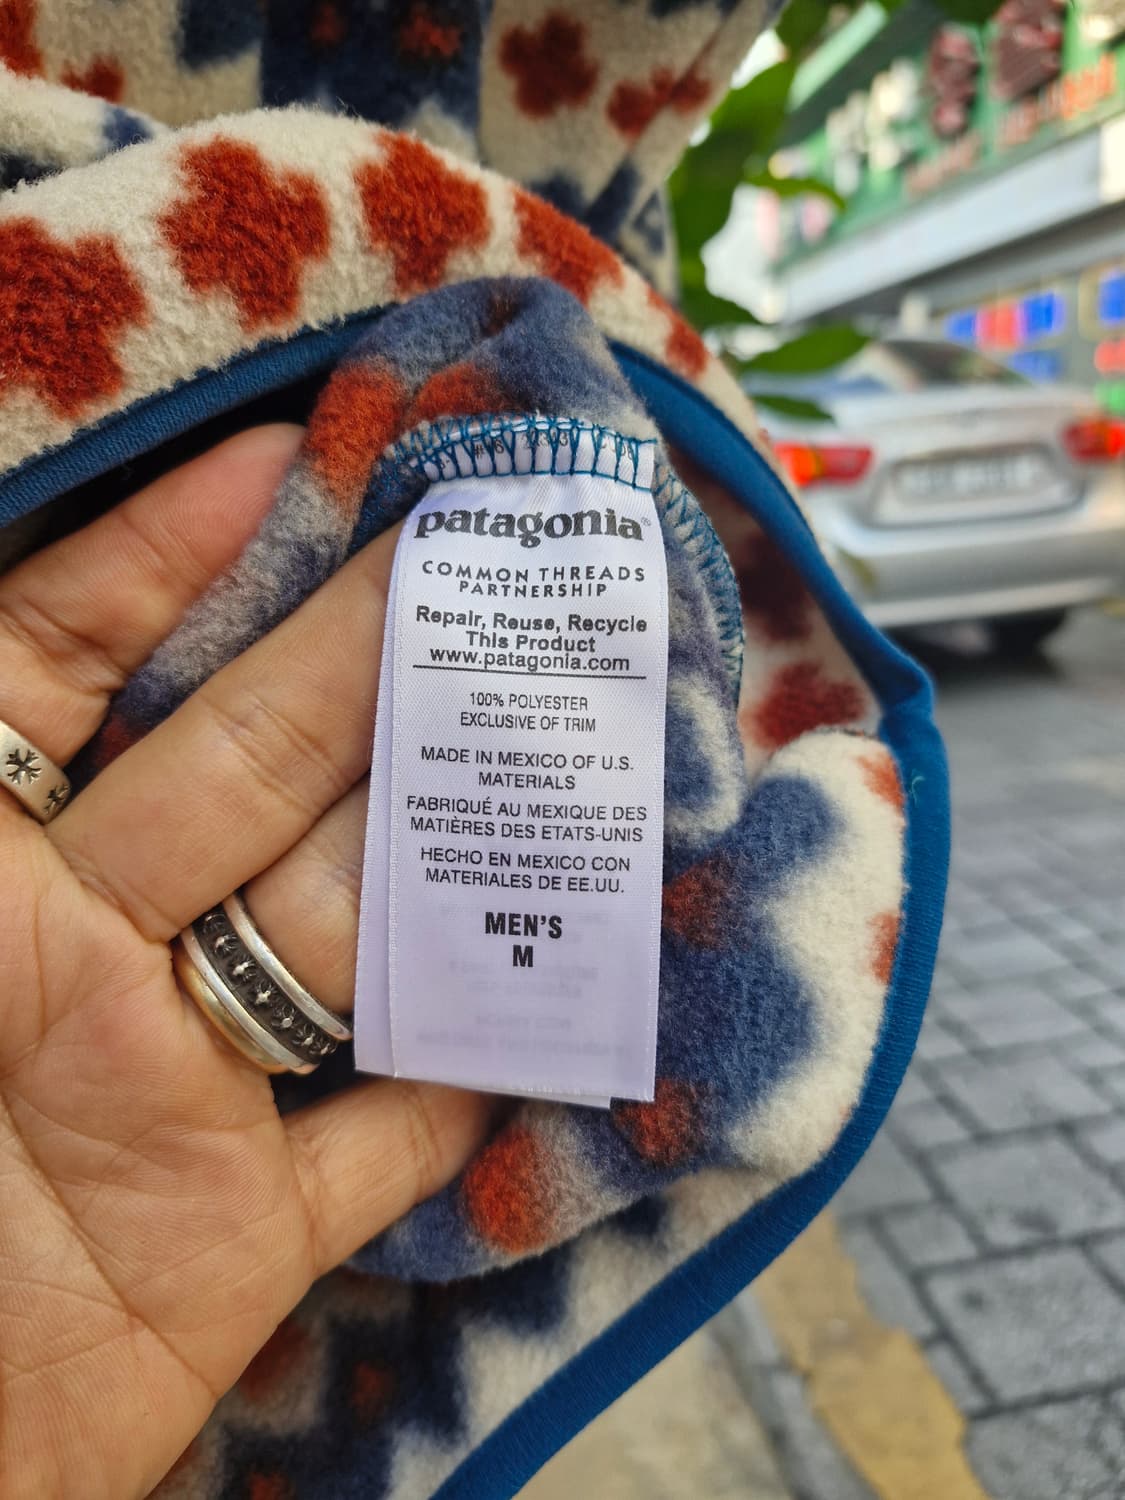 patagonia®
COMMON THREADS
PARTNERSHIP
Repair, Reuse, Recycle
This Product
www.patagonia.com
100% POLYESTER
EXCLUSIVE OF TRIM
MADE IN MEXICO OF U.S.
MATERIALS
FABRIQUÉ AU MEXIQUE DES
MATIÈRES DES ETATS-UNIS
HECHO EN MEXICO CON
MATERIALES DE EE.UU.
MEN'S
M